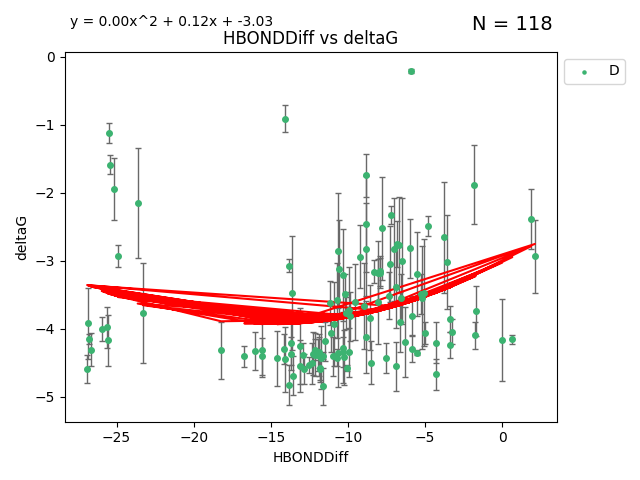 y = 0.00x^2 + 0.12x + -3.03
N = 118
HBONDDiff vs deltaG
D
deltaG
0
−1
−2
−3
−4
−5
−25
−20
−15
−10
−5
0
HBONDDiff